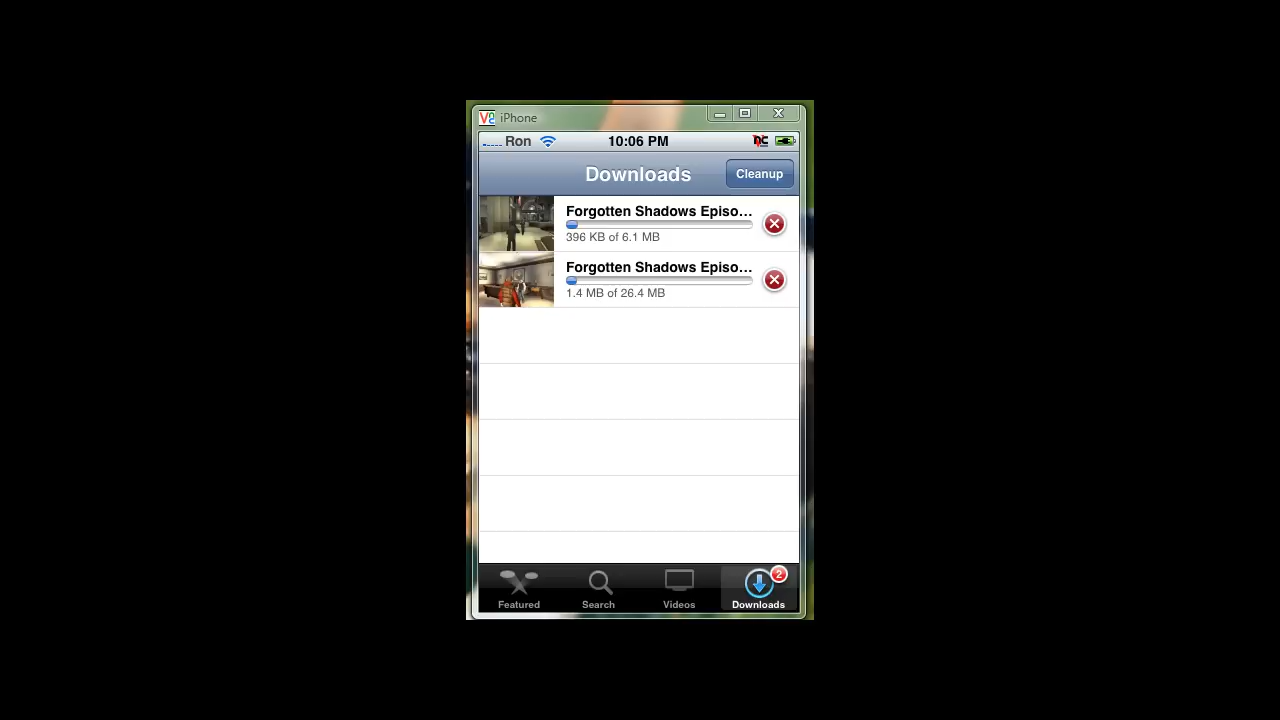 iPhone
Ron
10:06 PM
Downloads
Cleanup
Forgotten Shadows Episo...
396 KB of 6.1 MB
Forgotten Shadows Episo...
1.4 MB of 26.4 MB
Featured
Search
Videos
2
Downloads